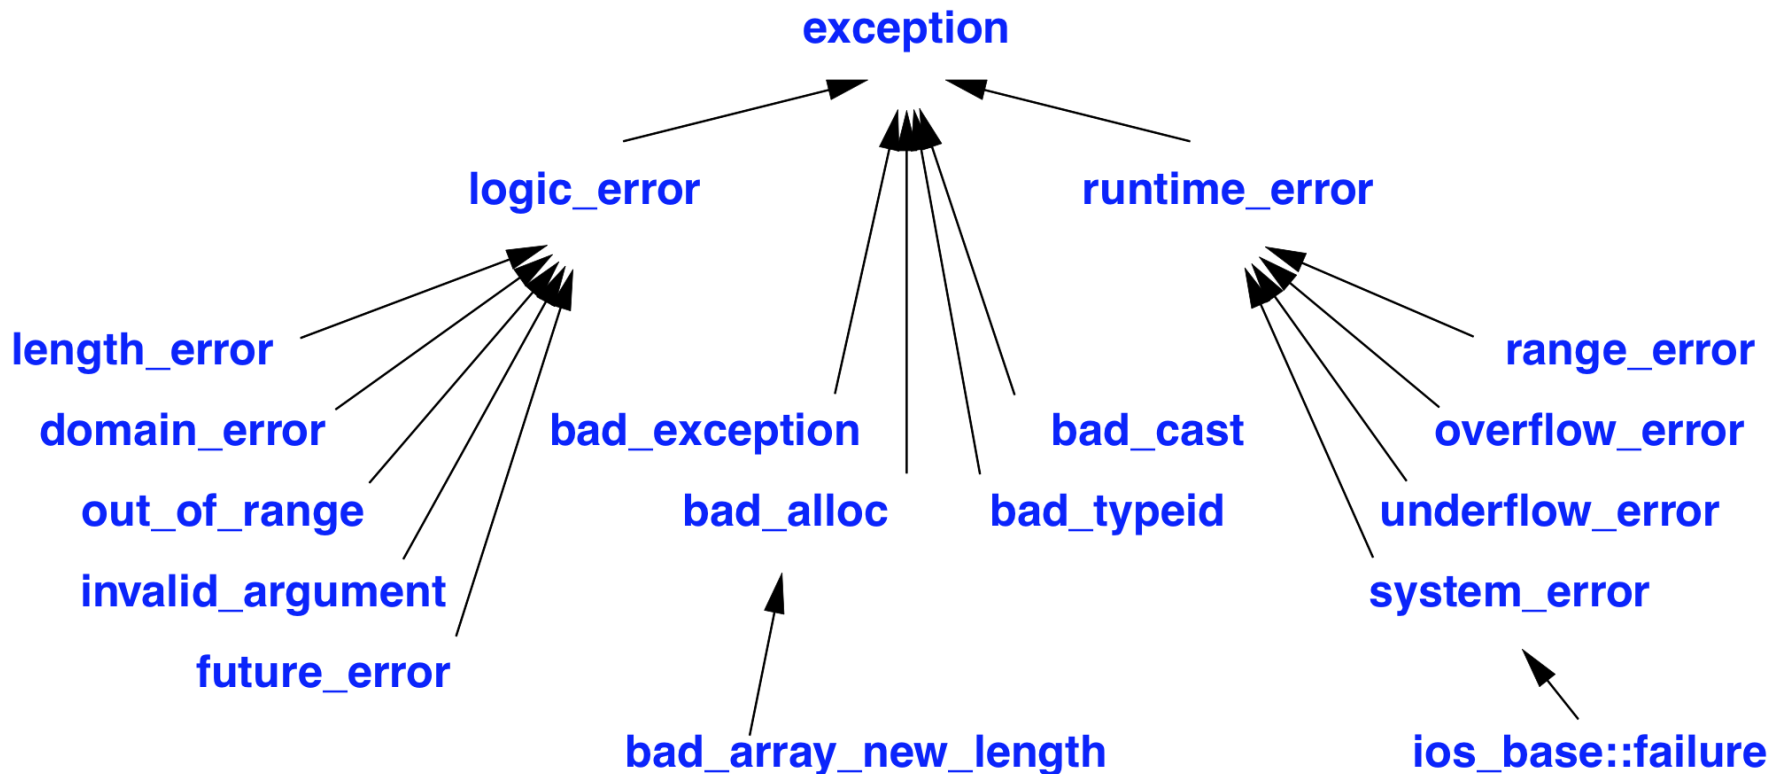 exception
logic_error
runtime_error
length_error
range_error
domain_error
bad_exception
bad_cast
overflow_error
out_of_range
bad_alloc
bad_typeid
underflow_error
invalid_argument
system_error
future_error
bad_array_new_length
ios_base::failure